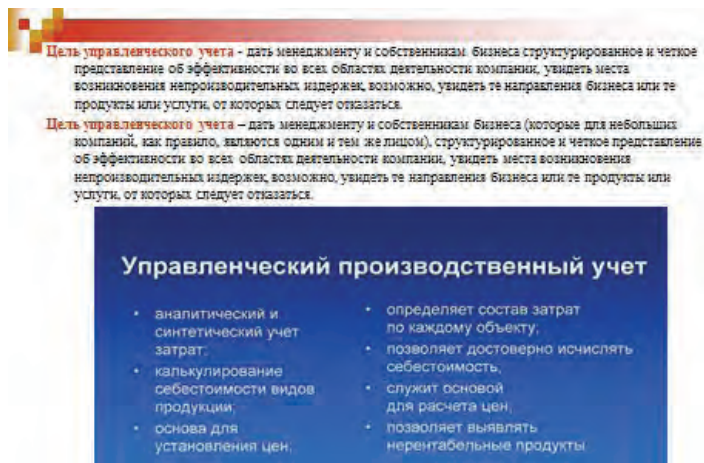 Цель управленческого учета - дать менеджменту и собственникам бизнеса структурированное и четкое
представление об эффективности во всех областях деятельности компании, увидеть места
возникновения непроизводительных издержек, возможно, увидеть те направления бизнеса или те
продукты или услуги, от которых следует отказаться.
Цель управленческого учета – дать менеджменту и собственникам бизнеса (которые для небольших
компаний, как правило, являются одним и тем же лицом), структурированное и четкое представление
об эффективности во всех областях деятельности компании, увидеть места возникновения
непроизводительных издержек, возможно, увидеть те направления бизнеса или те продукты или
услуги, от которых следует отказаться.
Управленческий производственный учет
• аналитический и
синтетический учет
затрат;
• калькулирование
себестоимости видов
продукции;
• основа для
установления цен;
• определяет состав затрат
по каждому объекту;
• позволяет достоверно исчислять
себестоимость;
• служит основой
для расчета цен;
• позволяет выявлять
нерентабельные продукты